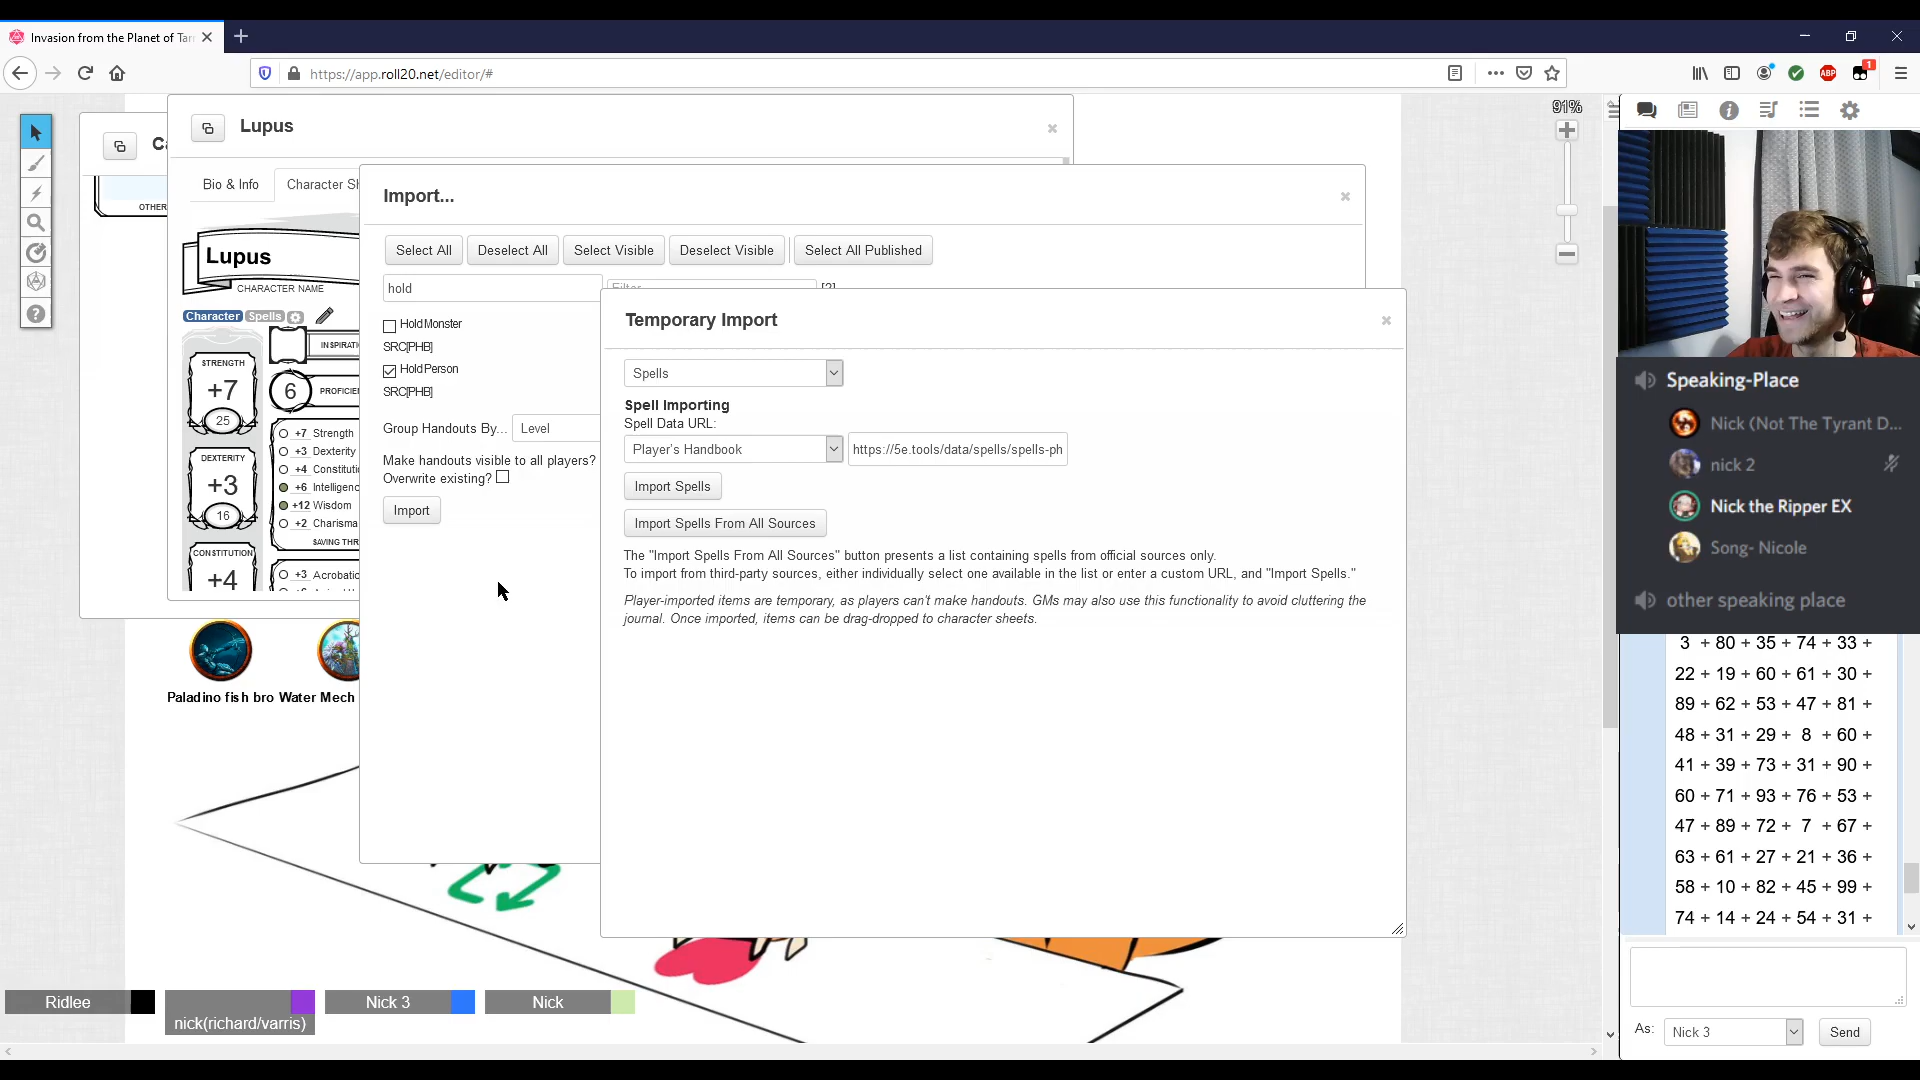 Invasion from the Planet of Tar
https://app.roll20.net/editor/#
ABP
1
91%
Lupus
Bio & Info
Character Sh
OTHER
Lupus
CHARACTER NAME
Character
Spells
INSPIRATI
STRENGTH
+7
25
6
PROFICIE
+7 Strength
+3 Dexterity
+4 Constitutio
+6 Intelligenc
+12 Wisdom
+2 Charisma
SAVING THR
DEXTERITY
+3
16
CONSTITUTION
+4
+3 Acrobatic
Import...
Select All
Deselect All
Select Visible
Deselect Visible
Select All Published
hold
Filter...
Hold Monster
SRC[PHB]
Hold Person
SRC[PHB]
Group Handouts By...
Level
Make handouts visible to all players?
Overwrite existing?
Import
Temporary Import
Spells
Spell Importing
Spell Data URL:
Player's Handbook
https://5e.tools/data/spells/spells-ph
Import Spells
Import Spells From All Sources
The "Import Spells From All Sources" button presents a list containing spells from official sources only.
To import from third-party sources, either individually select one available in the list or enter a custom URL, and "Import Spells."
Player-imported items are temporary, as players can't make handouts. GMs may also use this functionality to avoid cluttering the
journal. Once imported, items can be drag-dropped to character sheets.
Paladino fish bro
Water Mech
Ridlee
nick(richard/varris)
Nick 3
Nick
Speaking-Place
Nick (Not The Tyrant D...
nick 2
Nick the Ripper EX
Song- Nicole
other speaking place
3 + 80 + 35 + 74 + 33 +
22 + 19 + 60 + 61 + 30 +
89 + 62 + 53 + 47 + 81 +
48 + 31 + 29 + 8 + 60 +
41 + 39 + 73 + 31 + 90 +
60 + 71 + 93 + 76 + 53 +
47 + 89 + 72 + 7 + 67 +
63 + 61 + 27 + 21 + 36 +
58 + 10 + 82 + 45 + 99 +
74 + 14 + 24 + 54 + 31 +
As:
Nick 3
Send